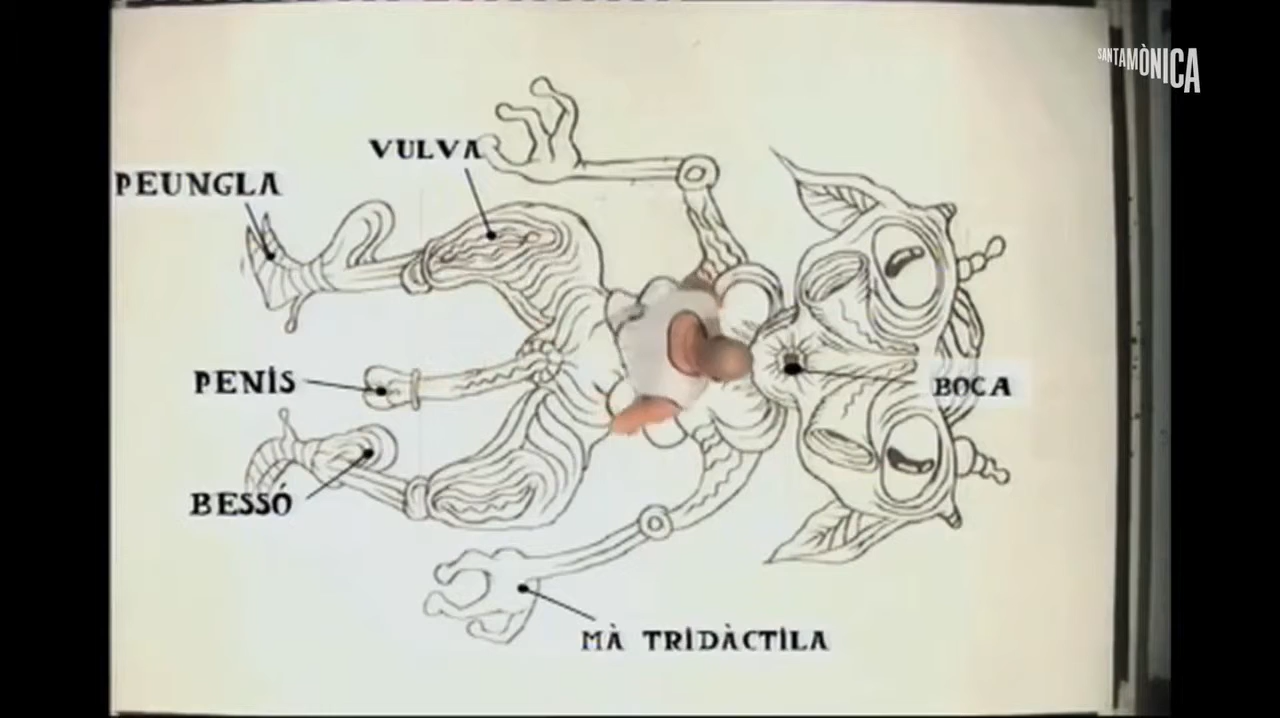 SANTAMÒNICA
VULVA
PEUNGLA
PENIS
BOCA
BESSÓ
MÀ TRIDÀCTILA